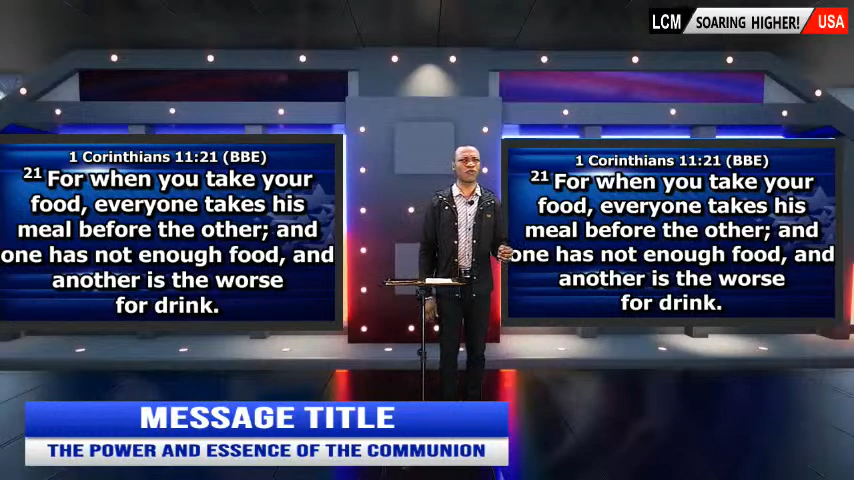 LCM SOARING HIGHER! USA
1 Corinthians 11:21 (BBE)
21 For when you take your
food, everyone takes his
meal before the other; and
one has not enough food, and
another is the worse
for drink.
1 Corinthians 11:21 (BBE)
21 For when you take your
food, everyone takes his
meal before the other; and
one has not enough food, and
another is the worse
for drink.
MESSAGE TITLE
THE POWER AND ESSENCE OF THE COMMUNION